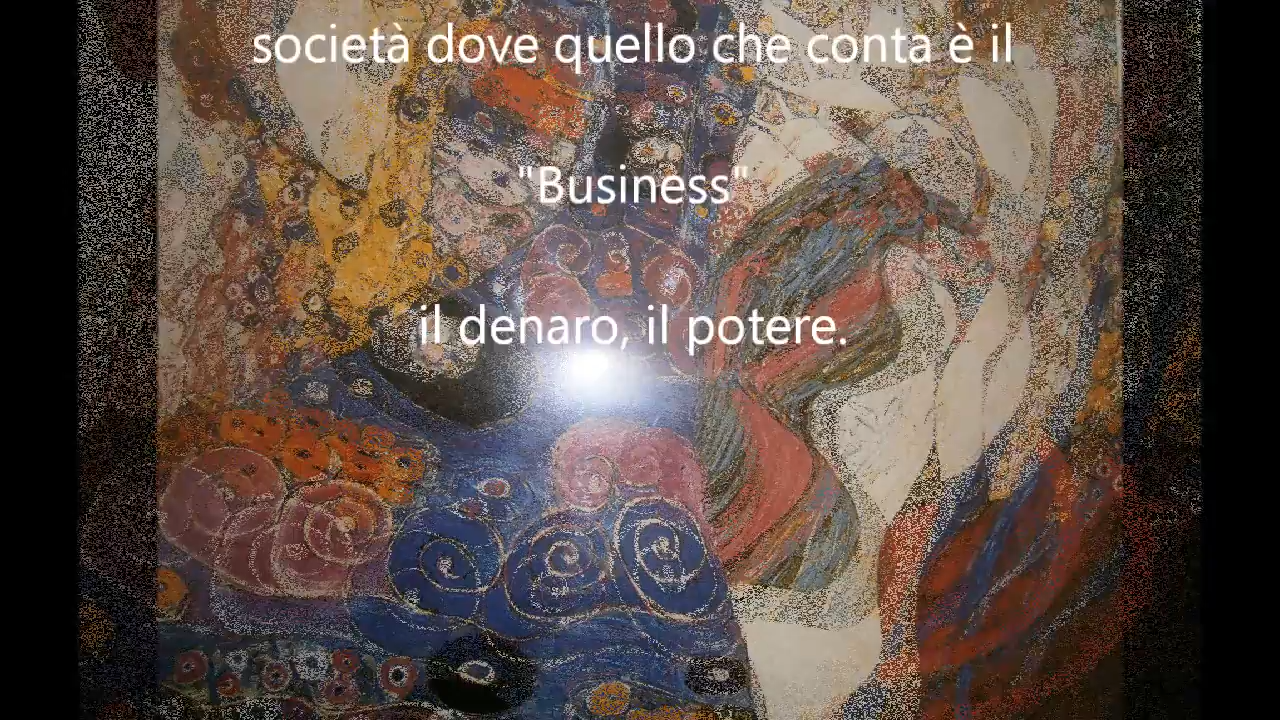 società dove quello che conta è il
"Business"
il denaro, il potere.